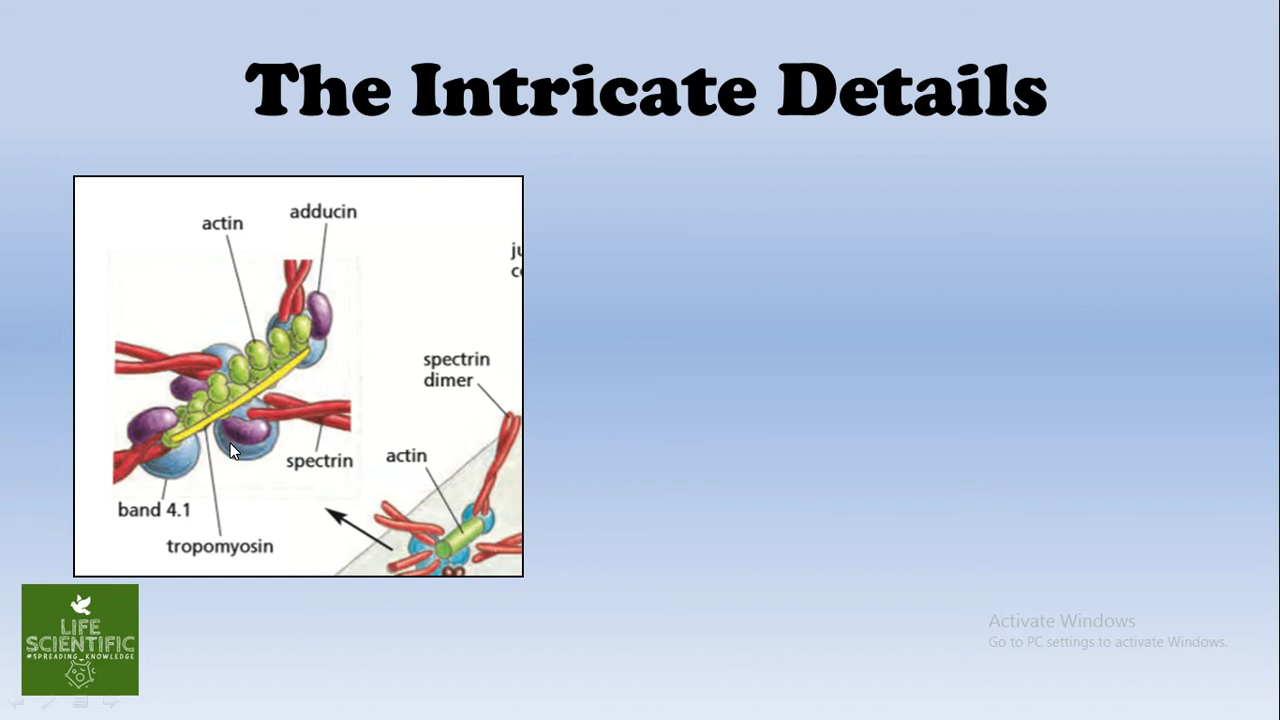 The Intricate Details
adducin
actin
spectrin
dimer
actin
spectrin
band 4.1
tropomyosin
LIFE
SCIENTIFIC
#SPREADING_KNOWLEDGE
Activate Windows
Go to PC settings to activate Windows.